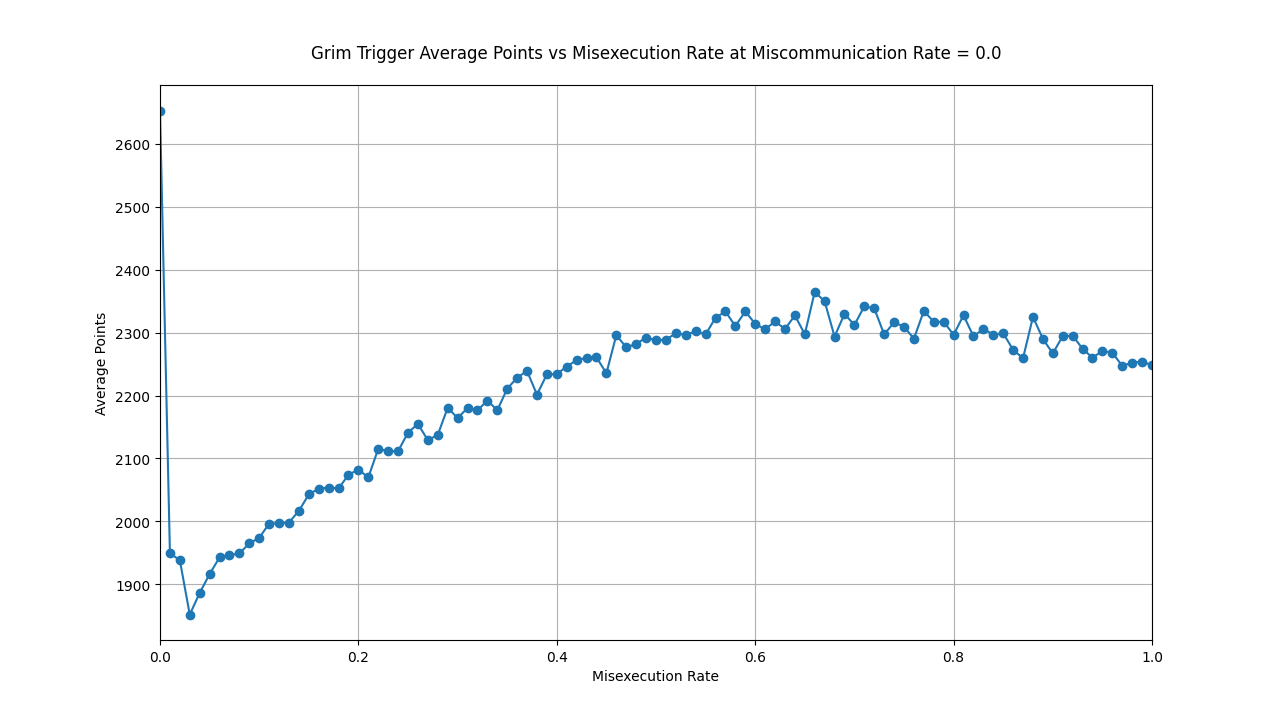 Grim Trigger Average Points vs Misexecution Rate at Miscommunication Rate = 0.0
2600
2500
2400
2300
2200
2100
2000
1900
Average Points
0.0 0.2 0.4 0.6 0.8 1.0
Misexecution Rate